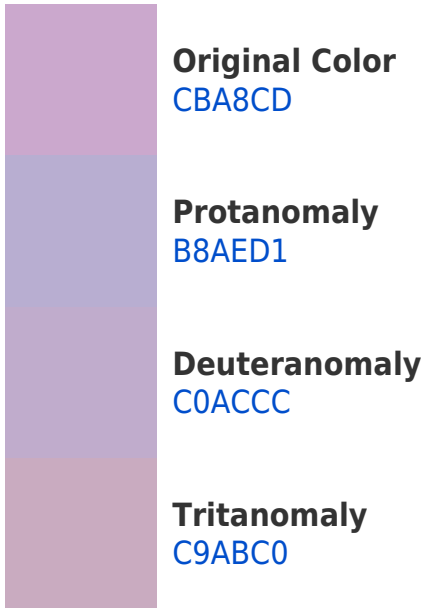 Original Color
CBA8CD
Protanomaly
B8AED1
Deuteranomaly
C0ACCC
Tritanomaly
C9ABC0